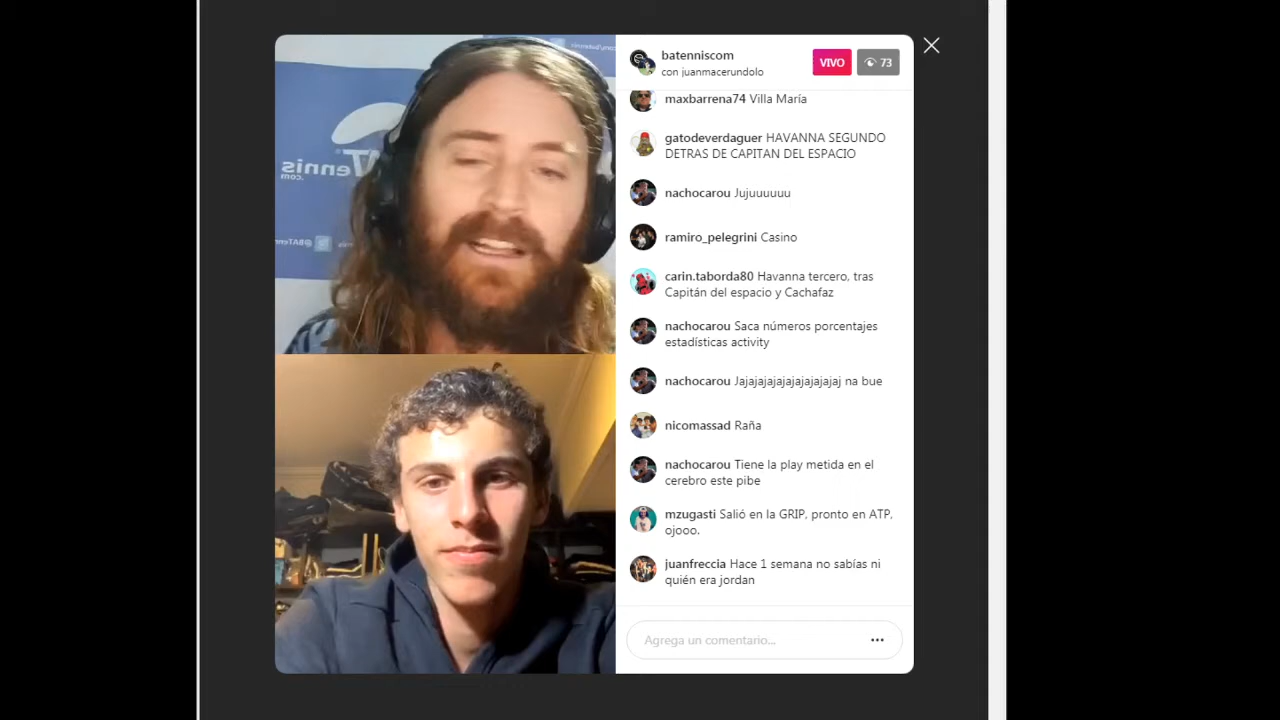 batenniscom
con juanmacerundolo
VIVO
73
maxbarrena74 Villa María
gatodeverdaguer HAVANNA SEGUNDO
DETRAS DE CAPITAN DEL ESPACIO
nachocarou Jujuuuuuu
ramiro_pelegrini Casino
carin.taborda80 Havanna tercero, tras
Capitán del espacio y Cachafaz
nachocarou Saca números porcentajes
estadísticas activity
nachocarou Jajajajajajajajajajaj na bue
nicomassad Raña
nachocarou Tiene la play metida en el
cerebro este pibe
mzugasti Salió en la GRIP, pronto en ATP,
ojooo.
juanfreccia Hace 1 semana no sabías ni
quién era jordan
Agrega un comentario...
BATennis
.com